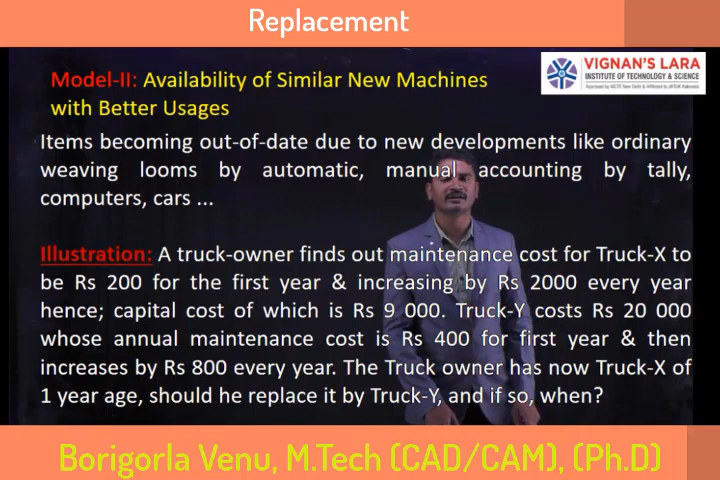 Replacement
VIGNAN'S LARA
INSTITUTE OF TECHNOLOGY & SCIENCE
Model-II: Availability of Similar New Machines
with Better Usages
Items becoming out-of-date due to new developments like ordinary
weaving looms by automatic, manual accounting by tally,
computers, cars ...
Illustration: A truck-owner finds out maintenance cost for Truck-X to
be Rs 200 for the first year & increasing by Rs 2000 every year
hence; capital cost of which is Rs 9 000. Truck-Y costs Rs 20 000
whose annual maintenance cost is Rs 400 for first year & then
increases by Rs 800 every year. The Truck owner has now Truck-X of
1 year age, should he replace it by Truck-Y, and if so, when?
Borigorla Venu, M.Tech (CAD/CAM), (Ph.D)